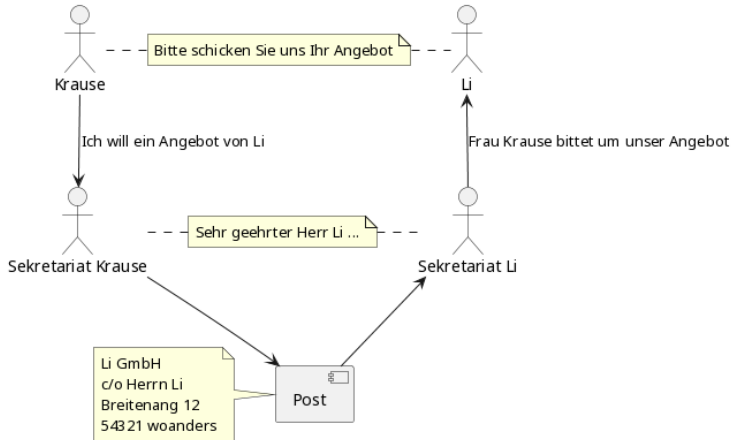 Bitte schicken Sie uns Ihr Angebot
Krause
Li
Ich will ein Angebot von Li
Frau Krause bittet um unser Angebot
Sehr geehrter Herr Li ...
Sekretariat Krause
Sekretariat Li
Li GmbH
c/o Herrn Li
Breitenang 12
54321 woanders
Post